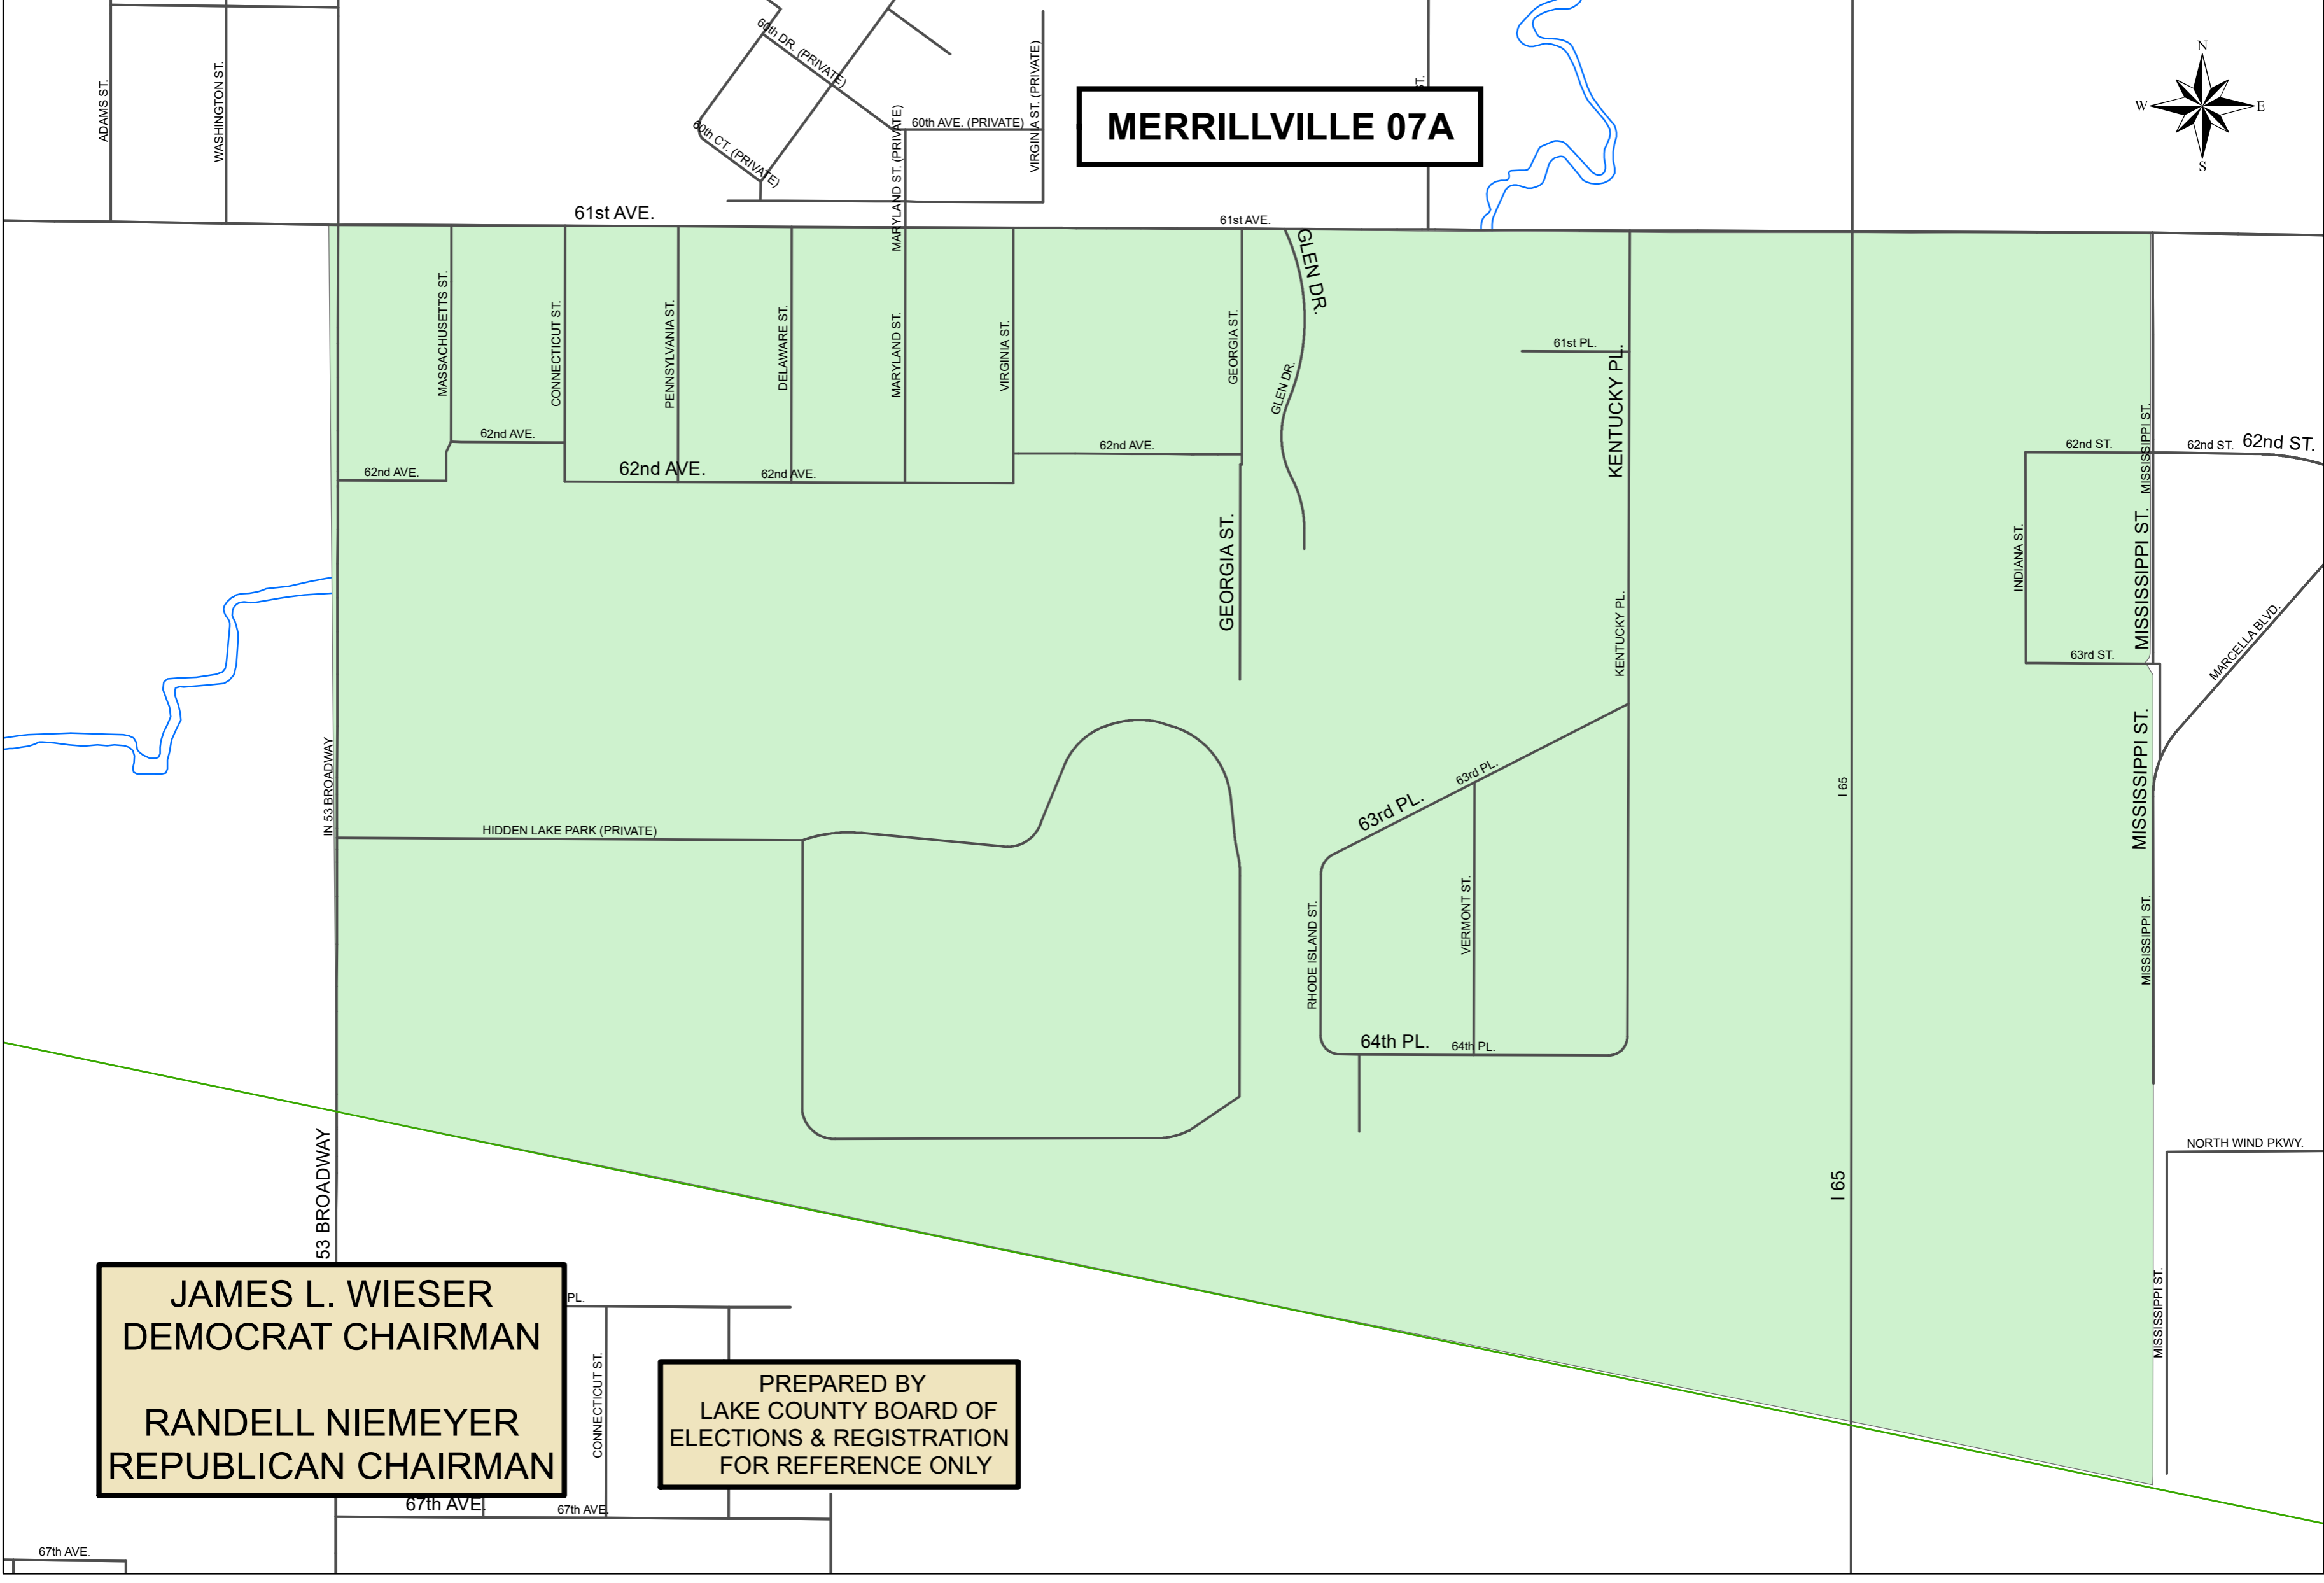 ADAMS ST.
WASHINGTON ST.
60th DR. (PRIVATE)
60th CT. (PRIVATE)
MARYLAND ST. (PRIVATE)
60th AVE. (PRIVATE)
VIRGINIA ST. (PRIVATE)
ST.
MERRILLVILLE 07A
N
W
E
S
61st AVE.
61st AVE.
MASSACHUSETTS ST.
CONNECTICUT ST.
PENNSYLVANIA ST.
DELAWARE ST.
MARYLAND ST.
VIRGINIA ST.
GEORGIA ST.
GLEN DR.
GLEN DR.
61st PL.
KENTUCKY PL.
MISSISSIPPI ST.
62nd AVE.
62nd AVE.
62nd AVE.
62nd AVE.
62nd AVE.
62nd ST.
62nd ST.
62nd ST.
GEORGIA ST.
KENTUCKY PL.
INDIANA ST.
MISSISSIPPI ST.
63rd ST.
MARCELLA BLVD.
IN 53 BROADWAY
HIDDEN LAKE PARK (PRIVATE)
63rd PL.
63rd PL.
I 65
MISSISSIPPI ST.
RHODE ISLAND ST.
VERMONT ST.
MISSISSIPPI ST.
64th PL.
64th PL.
53 BROADWAY
I 65
NORTH WIND PKWY.
MISSISSIPPI ST.
JAMES L. WIESER
DEMOCRAT CHAIRMAN
RANDELL NIEMEYER
REPUBLICAN CHAIRMAN
PL.
CONNECTICUT ST.
PREPARED BY
LAKE COUNTY BOARD OF
ELECTIONS & REGISTRATION
FOR REFERENCE ONLY
67th AVE.
67th AVE.
67th AVE.